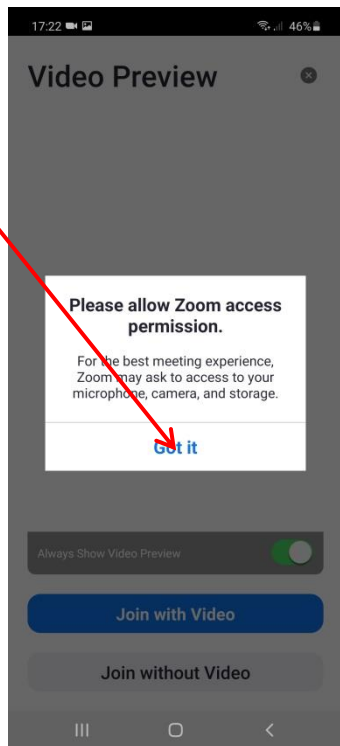 17:22 46%
Video Preview
Please allow Zoom access
permission.
For the best meeting experience,
Zoom may ask to access to your
microphone, camera, and storage.
Got it
Always Show Video Preview
Join with Video
Join without Video